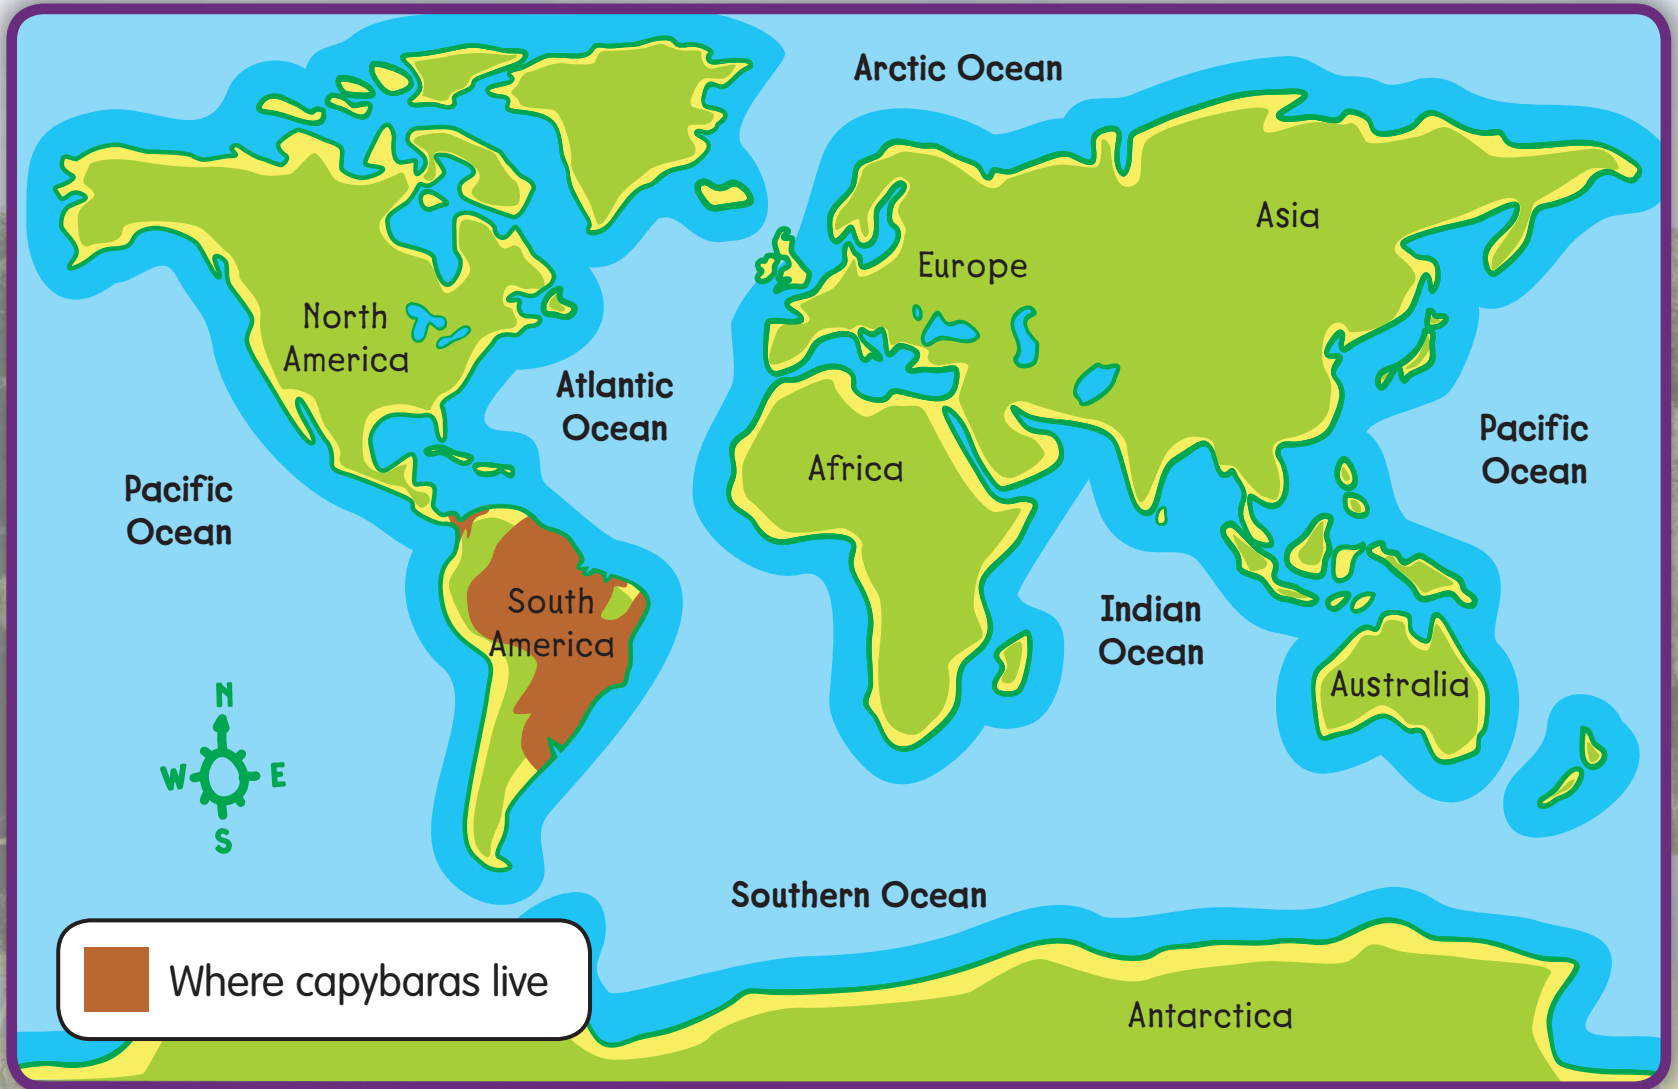 Arctic Ocean
Asia
Europe
North
America
Atlantic
Ocean
Africa
Pacific
Ocean
Pacific
Ocean
South
America
Indian
Ocean
Australia
N
W
E
S
Southern Ocean
Where capybaras live
Antarctica